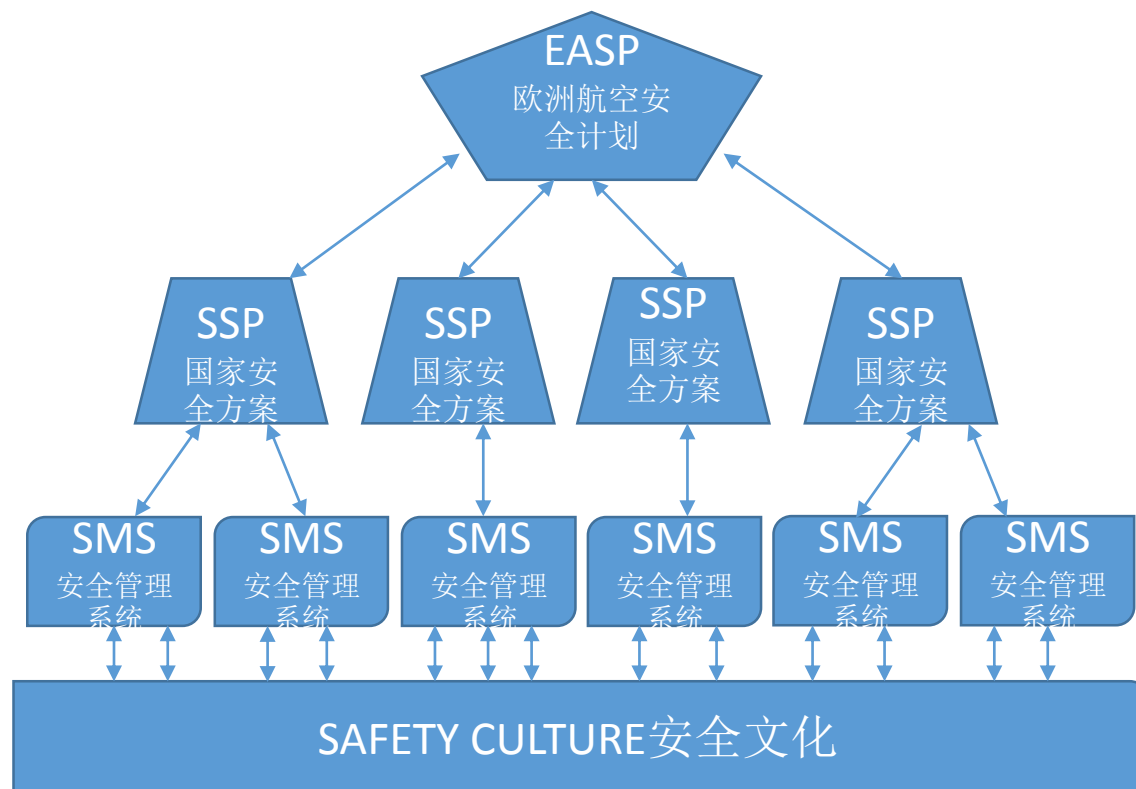 EASP
欧洲航空安
全计划
SSP
国家安
全方案
SSP
国家安
全方案
SSP
国家安
全方案
SSP
国家安
全方案
SMS
安全管理
系统
SMS
安全管理
系统
SMS
安全管理
系统
SMS
安全管理
系统
SMS
安全管理
系统
SMS
安全管理
系统
SAFETY CULTURE安全文化